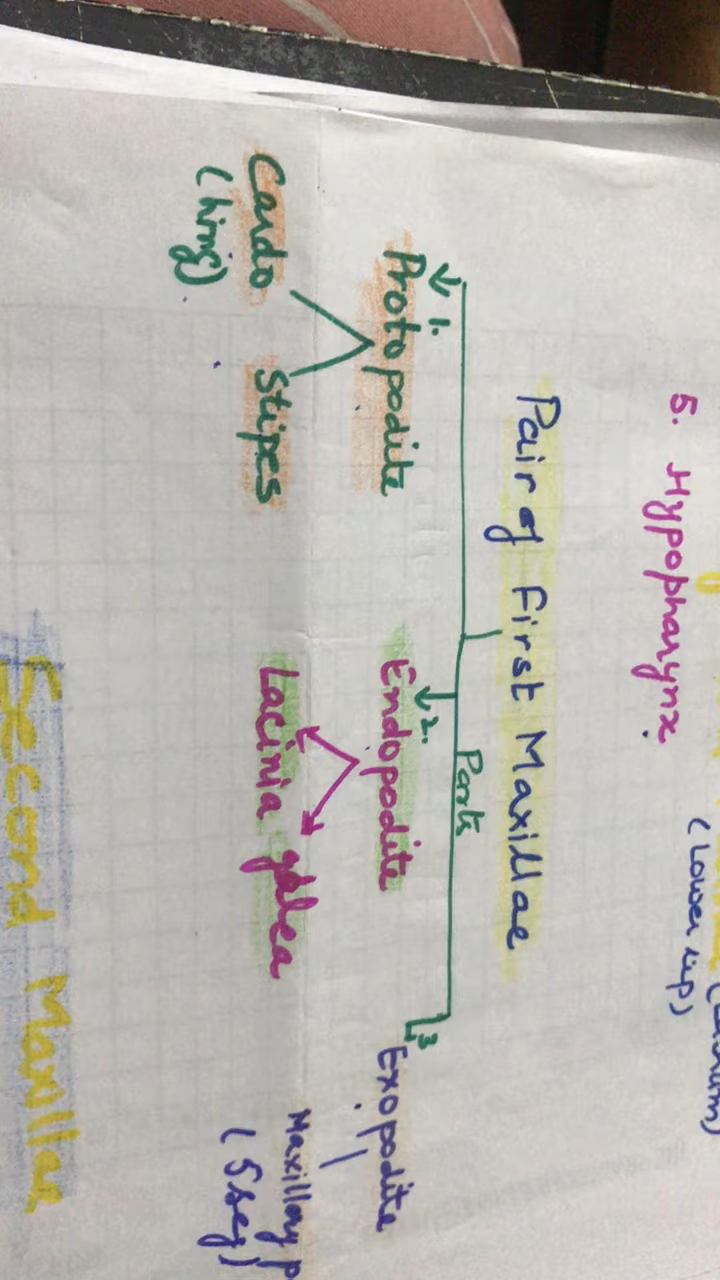 (Labium)
(Lower lip)
5. Hypopharynx.
Pair of First Maxillae
Parts
1. 2. 3
Protopodite Endopodite Exopodite
Cardo Stipes Lacinia galea Maxillary P
(hing) (5 seg)
Second Maxillae